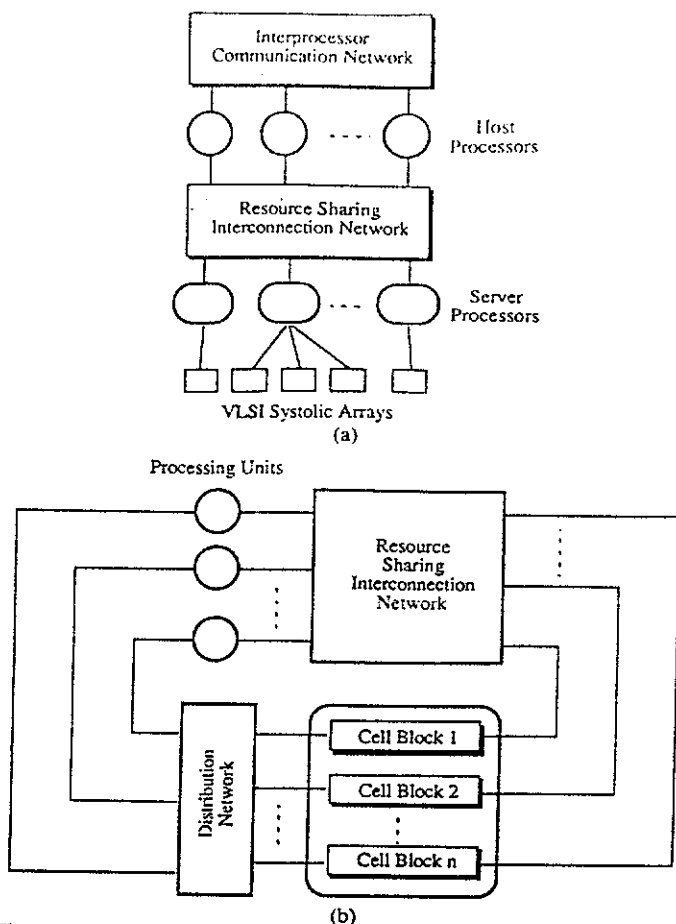 Interprocessor
Communication Network
Host
Processors
Resource Sharing
Interconnection Network
Server
Processors
VLSI Systolic Arrays
(a)
Processing Units
Resource
Sharing
Interconnection
Network
Distribution
Network
Cell Block 1
Cell Block 2
Cell Block n
(b)